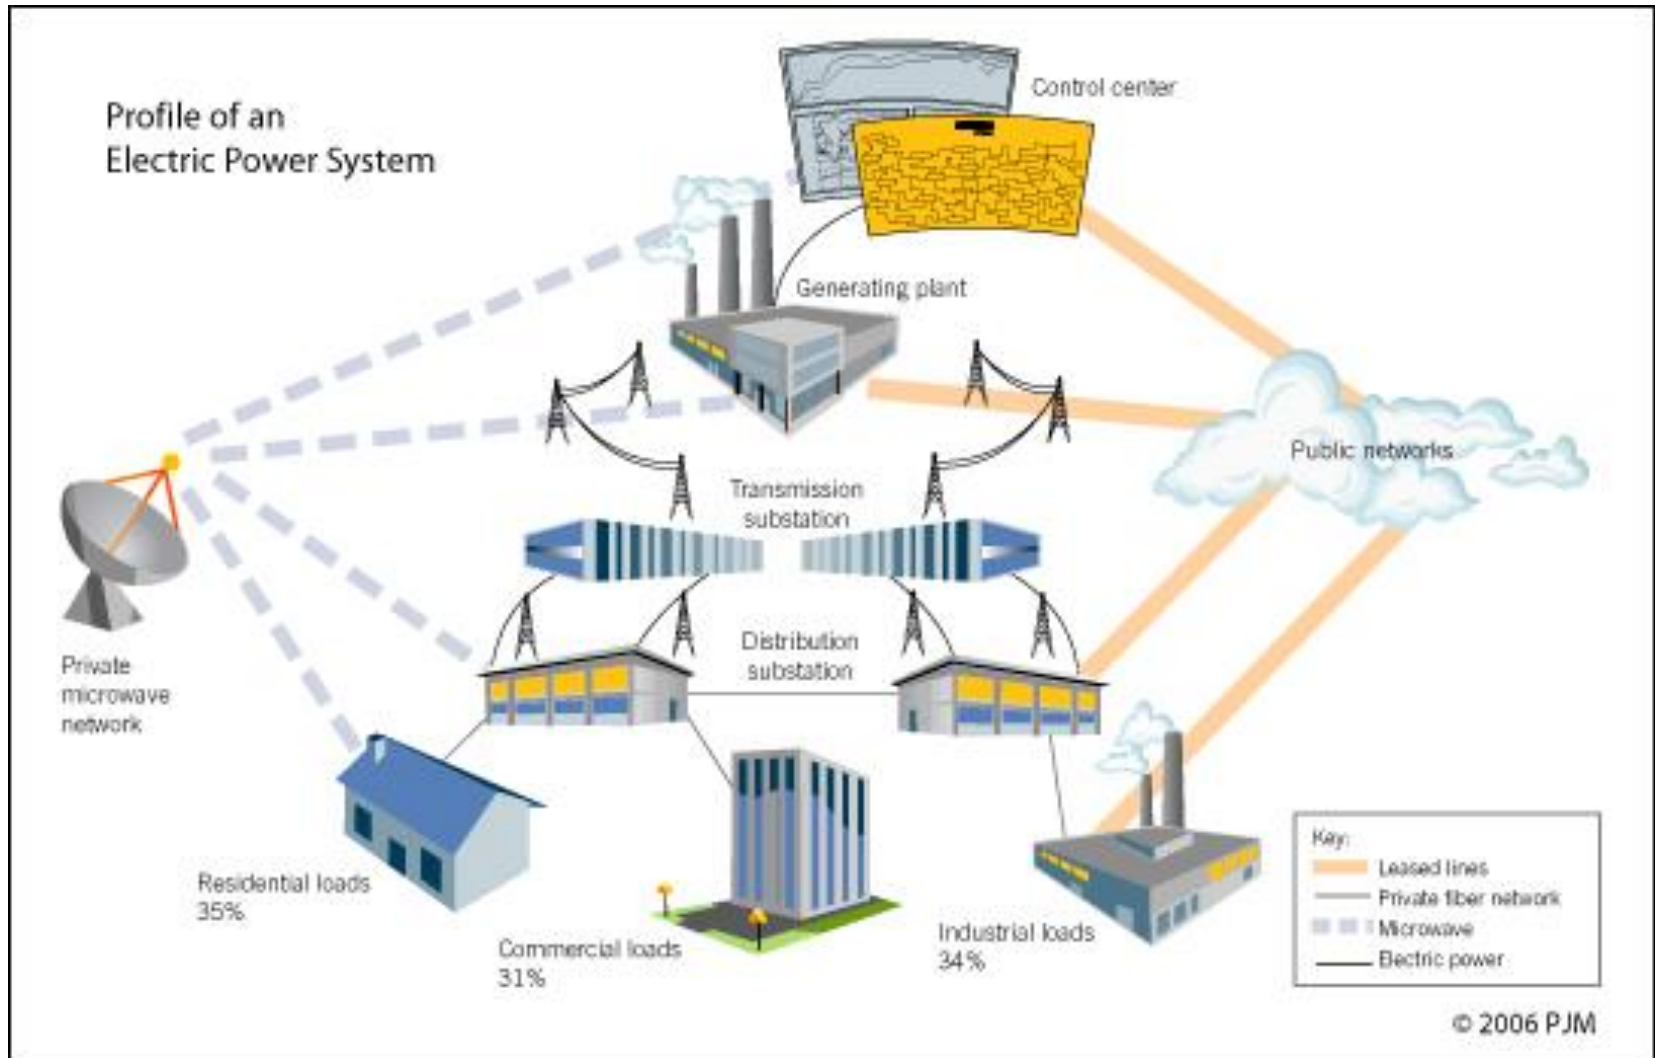 Profile of an
Electric Power System
Control center
Generating plant
Public networks
Transmission
substation
Distribution
substation
Private
microwave
network
Residential loads
35%
Commercial loads
31%
Industrial loads
34%
Key:
Leased lines
Private fiber network
Microwave
Electric power
© 2006 PJM